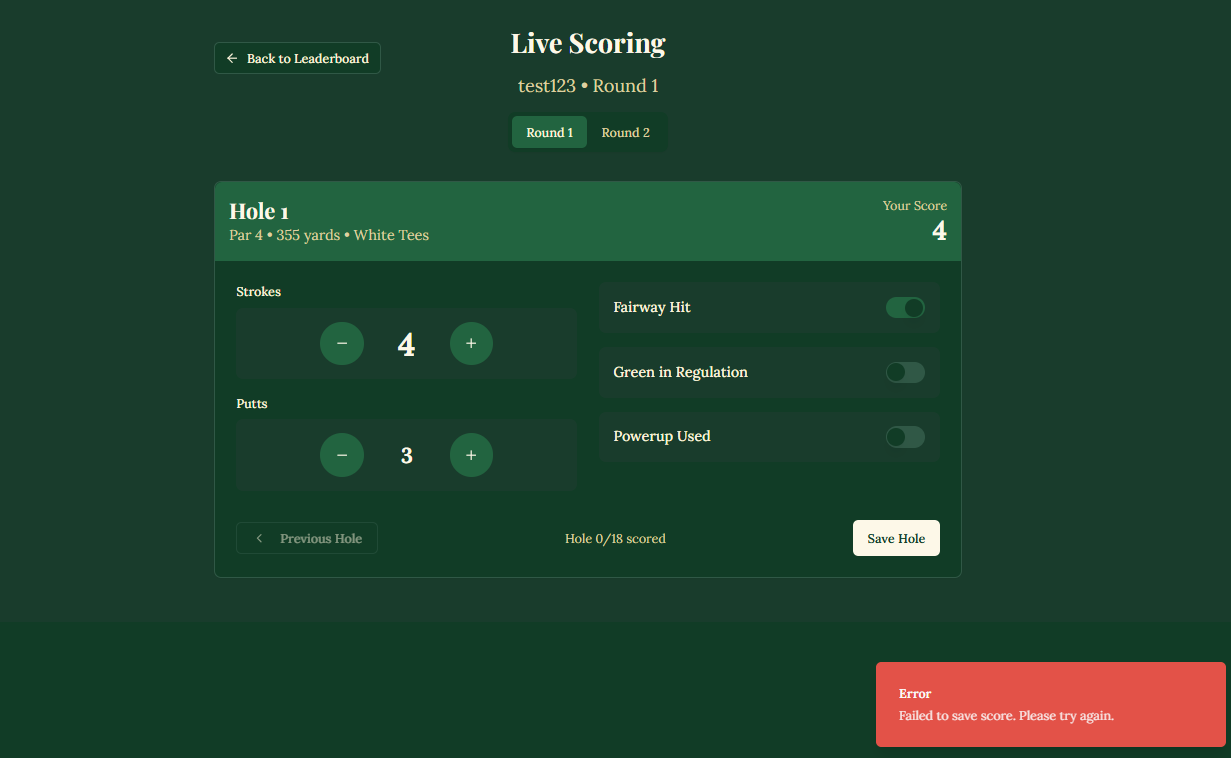 Back to Leaderboard
Live Scoring
test123 • Round 1
Round 1
Round 2
Hole 1
Par 4 • 355 yards • White Tees
Your Score
4
Strokes
− 4 +
Putts
− 3 +
Fairway Hit
Green in Regulation
Powerup Used
Previous Hole
Hole 0/18 scored
Save Hole
Error
Failed to save score. Please try again.